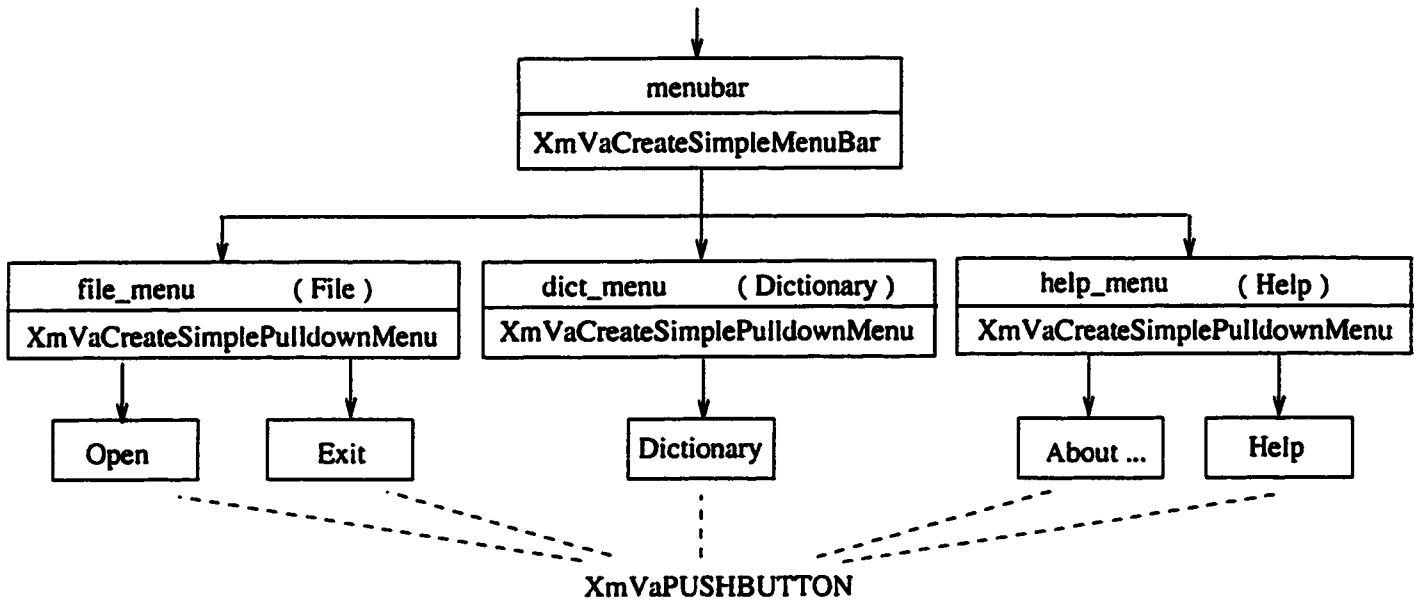 menubar
XmVaCreateSimpleMenuBar
file_menu ( File )
XmVaCreateSimplePulldownMenu
dict_menu ( Dictionary )
XmVaCreateSimplePulldownMenu
help_menu ( Help )
XmVaCreateSimplePulldownMenu
Open
Exit
Dictionary
About ...
Help
XmVaPUSHBUTTON